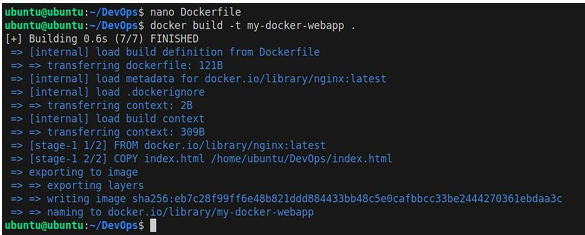 ubuntu@ubuntu:~/DevOps$ nano Dockerfile
ubuntu@ubuntu:~/DevOps$ docker build -t my-docker-webapp .
[+] Building 0.6s (7/7) FINISHED
=> [internal] load build definition from Dockerfile
=> => transferring dockerfile: 121B
=> [internal] load metadata for docker.io/library/nginx:latest
=> [internal] load .dockerignore
=> => transferring context: 2B
=> [internal] load build context
=> => transferring context: 309B
=> [stage-1 1/2] FROM docker.io/library/nginx:latest
=> [stage-1 2/2] COPY index.html /home/ubuntu/DevOps/index.html
=> exporting to image
=> => exporting layers
=> => writing image sha256:eb7c28f99ff6e48b821ddd884433bb48c5e0cafbbcc33be2444270361ebdaa3c
=> => naming to docker.io/library/my-docker-webapp
ubuntu@ubuntu:~/DevOps$